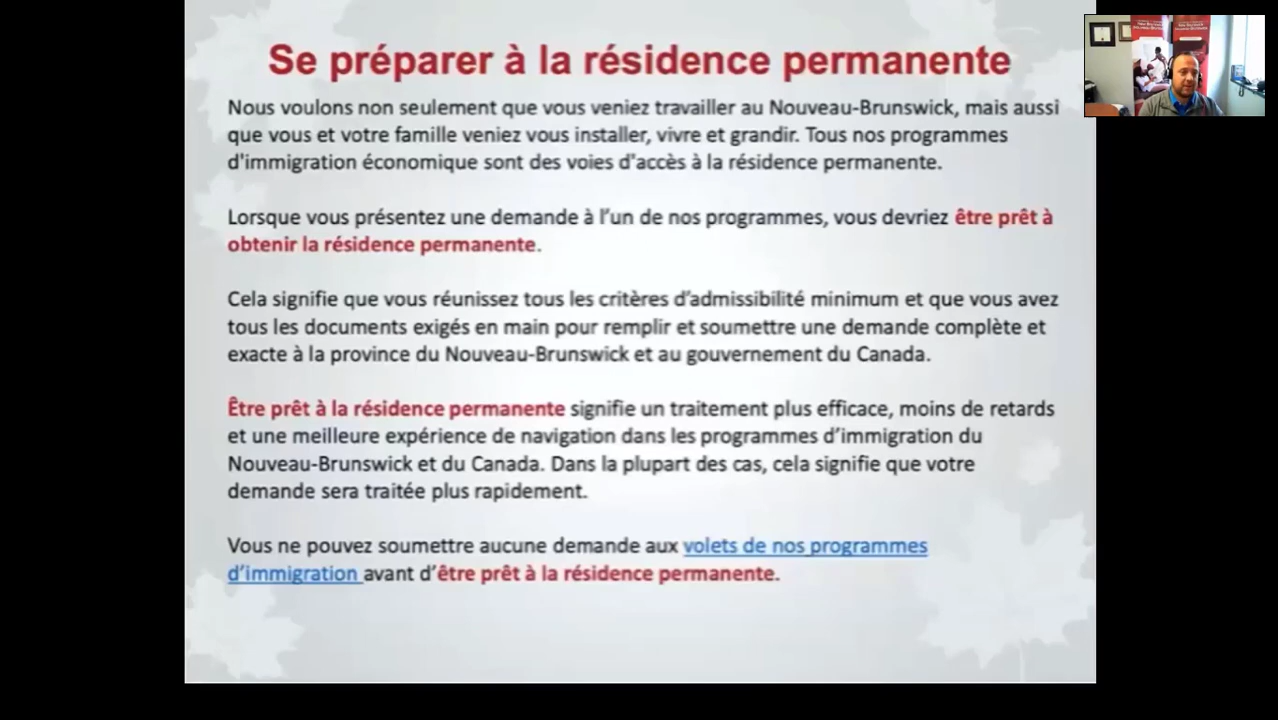 Se préparer à la résidence permanente
Nous voulons non seulement que vous veniez travailler au Nouveau-Brunswick, mais aussi
que vous et votre famille veniez vous installer, vivre et grandir. Tous nos programmes
d'immigration économique sont des voies d'accès à la résidence permanente.
Lorsque vous présentez une demande à l’un de nos programmes, vous devriez être prêt à
obtenir la résidence permanente.
Cela signifie que vous réunissez tous les critères d’admissibilité minimum et que vous avez
tous les documents exigés en main pour remplir et soumettre une demande complète et
exacte à la province du Nouveau-Brunswick et au gouvernement du Canada.
Être prêt à la résidence permanente signifie un traitement plus efficace, moins de retards
et une meilleure expérience de navigation dans les programmes d’immigration du
Nouveau-Brunswick et du Canada. Dans la plupart des cas, cela signifie que votre
demande sera traitée plus rapidement.
Vous ne pouvez soumettre aucune demande aux volets de nos programmes
d’immigration avant d’être prêt à la résidence permanente.